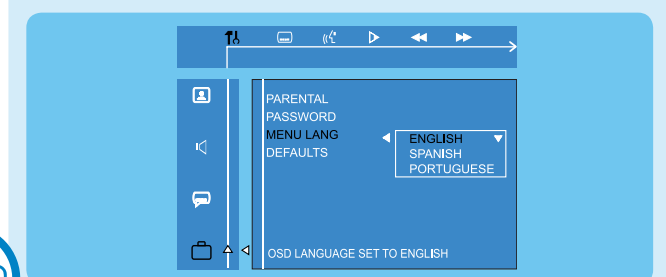 PARENTAL
PASSWORD
MENU LANG
DEFAULTS
ENGLISH
SPANISH
PORTUGUESE
OSD LANGUAGE SET TO ENGLISH